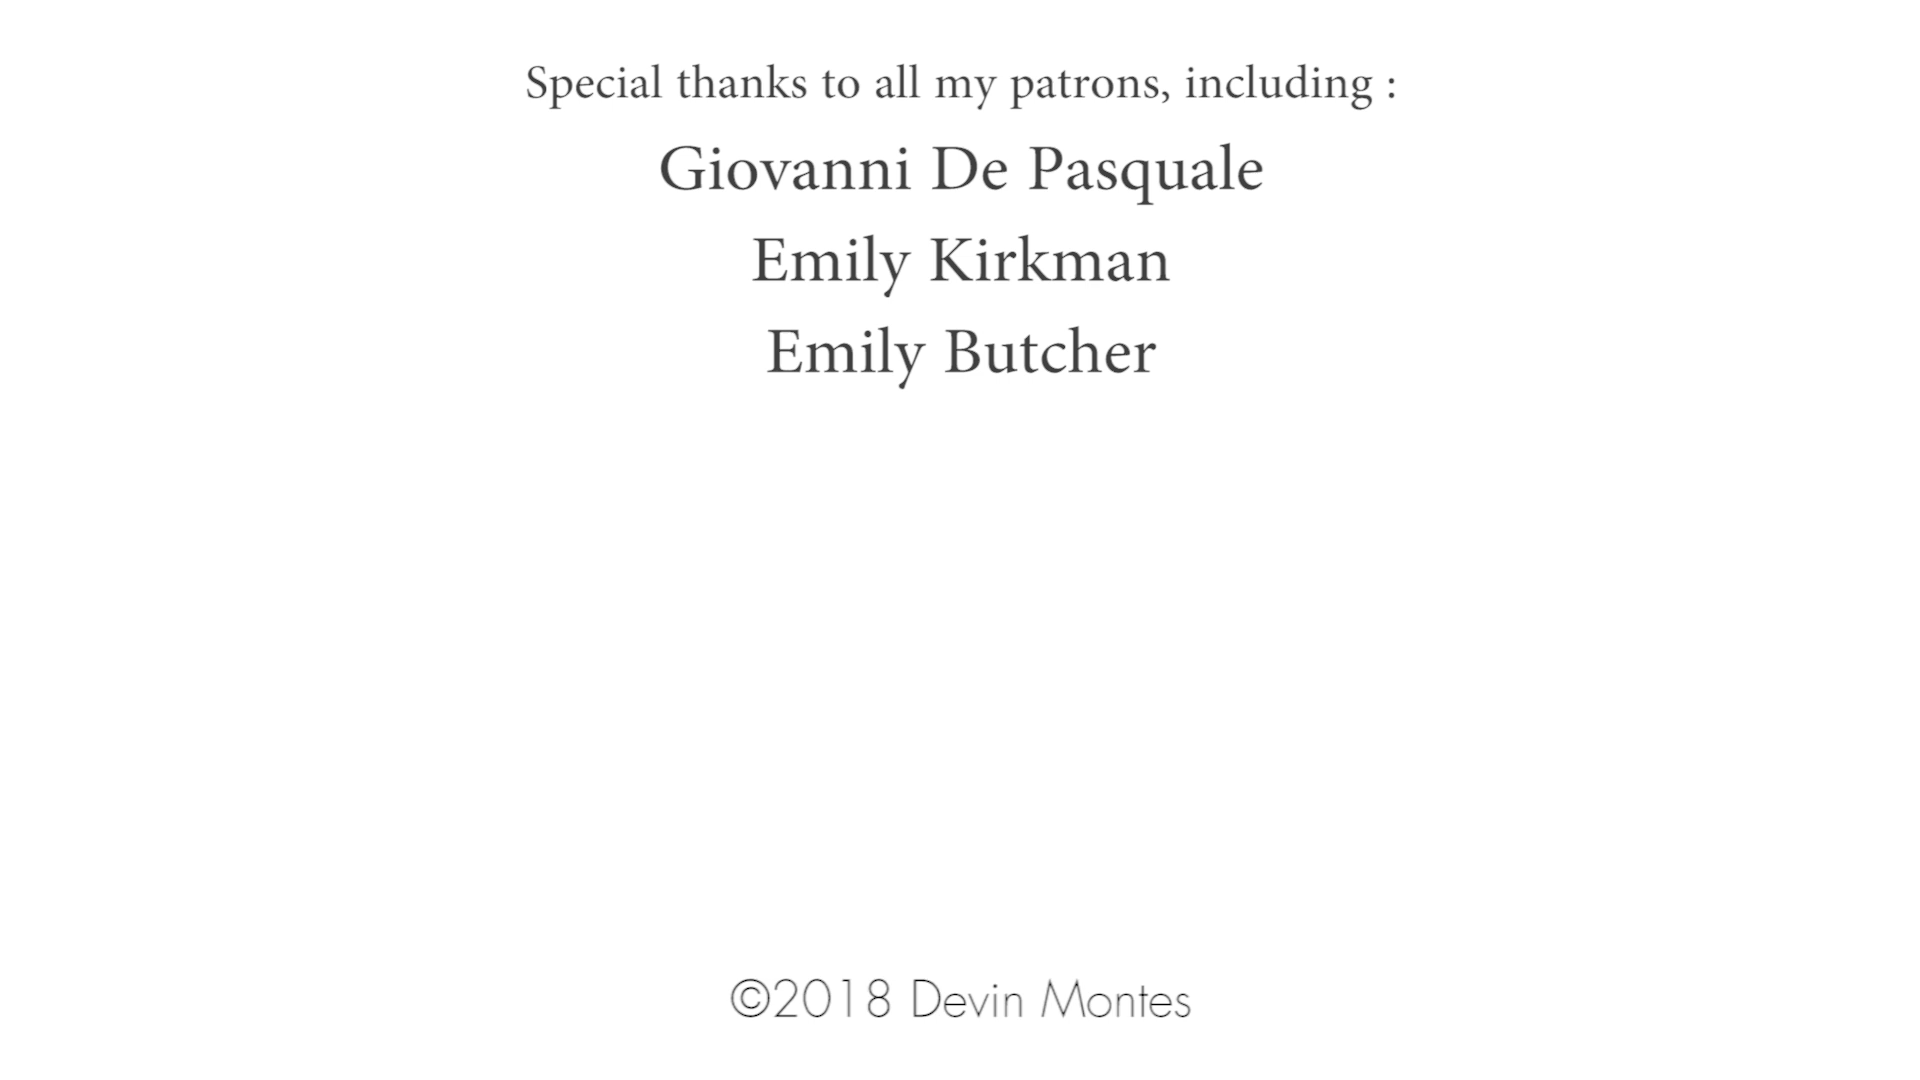 Special thanks to all my patrons, including :
Giovanni De Pasquale
Emily Kirkman
Emily Butcher
©2018 Devin Montes